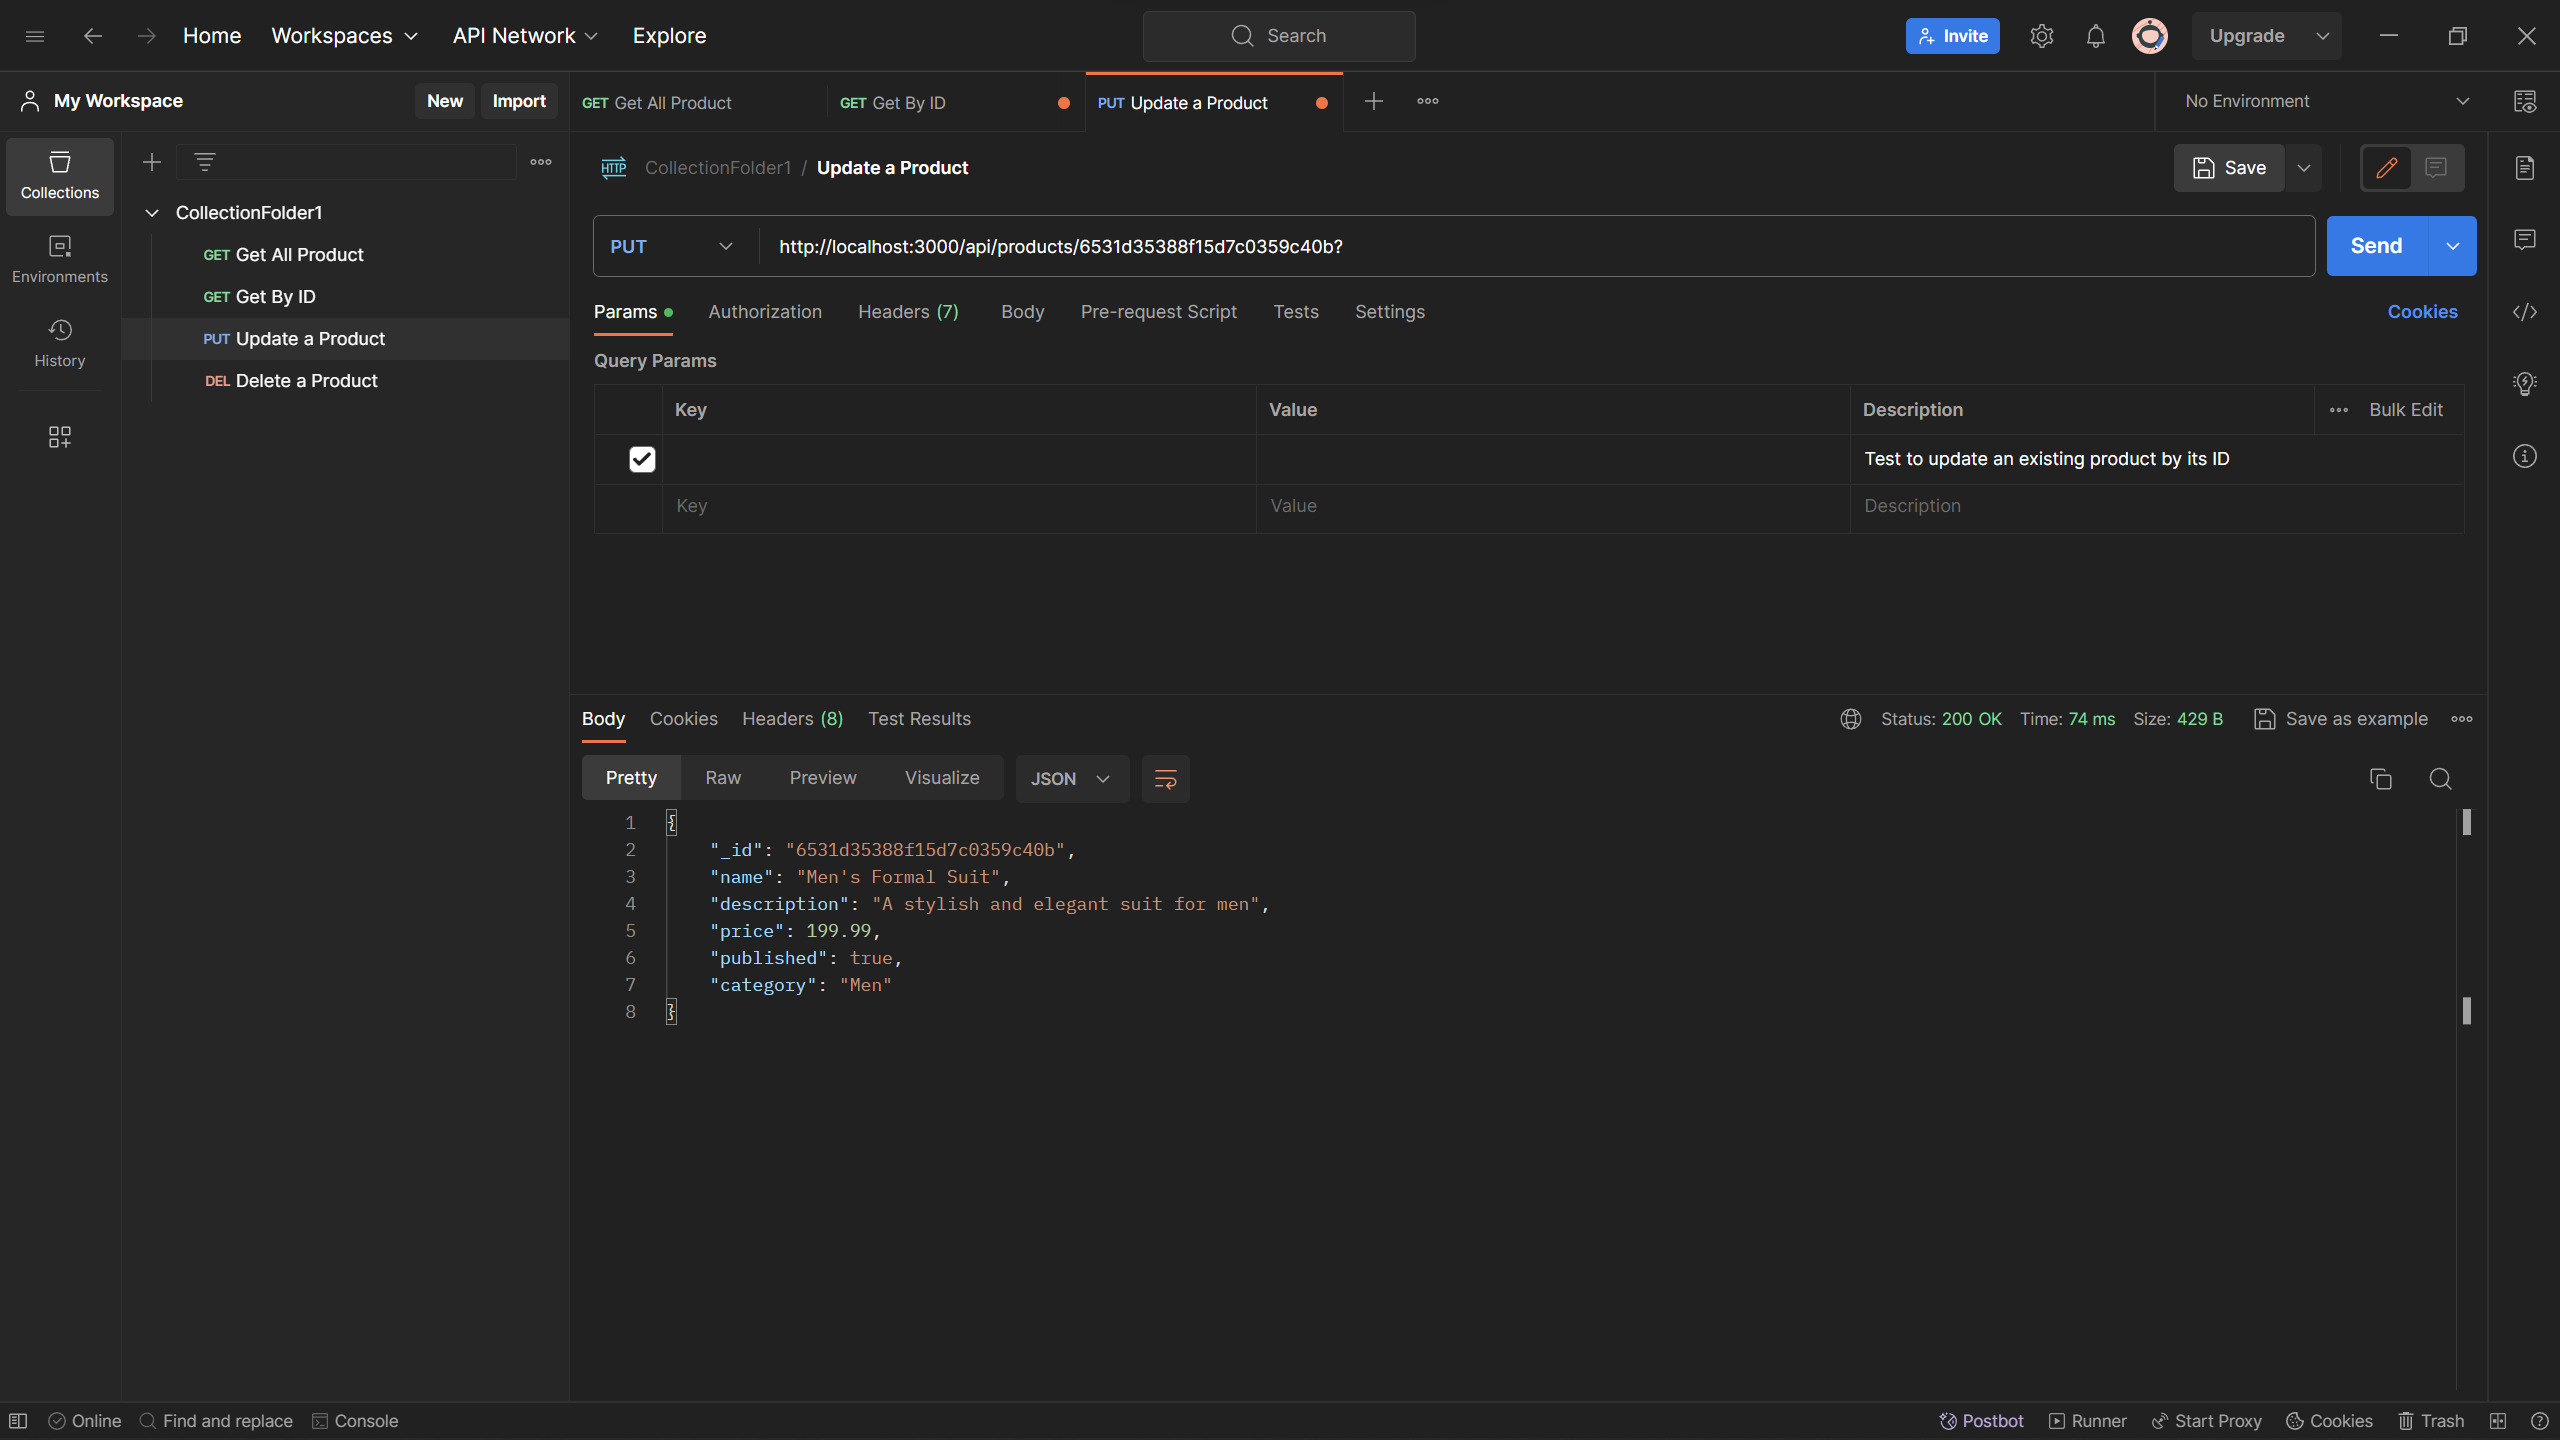 Home Workspaces API Network Explore Search Invite Upgrade
My Workspace New Import GET Get All Product GET Get By ID PUT Update a Product No Environment
Collections
Environments
History
CollectionFolder1
GET Get All Product
GET Get By ID
PUT Update a Product
DEL Delete a Product
HTTP CollectionFolder1 / Update a Product Save
PUT http://localhost:3000/api/products/6531d35388f15d7c0359c40b? Send
Params Authorization Headers (7) Body Pre-request Script Tests Settings Cookies
Query Params
Key Value Description Bulk Edit
Test to update an existing product by its ID
Key Value Description
Body Cookies Headers (8) Test Results Status: 200 OK Time: 74 ms Size: 429 B Save as example
Pretty Raw Preview Visualize JSON
1 {
2 "_id": "6531d35388f15d7c0359c40b",
3 "name": "Men's Formal Suit",
4 "description": "A stylish and elegant suit for men",
5 "price": 199.99,
6 "published": true,
7 "category": "Men"
8 }
Online Find and replace Console Postbot Runner Start Proxy Cookies Trash